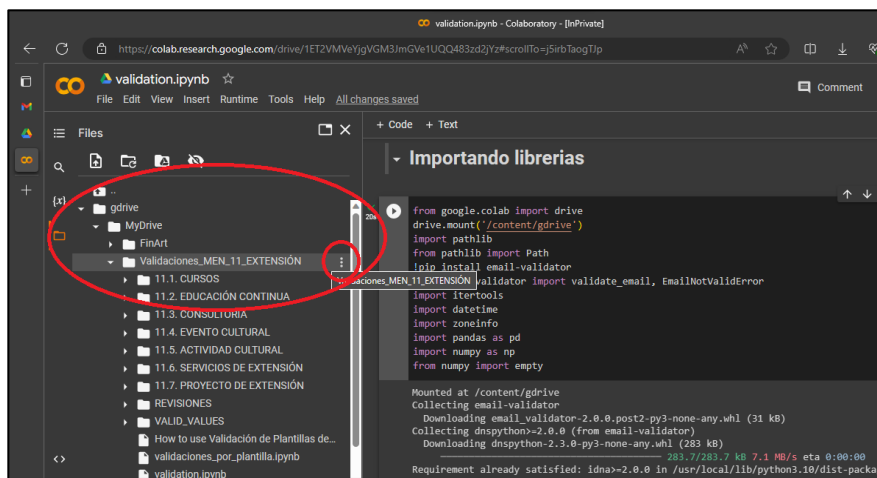 validation.ipynb - Colaboratory - [InPrivate]
https://colab.research.google.com/drive/1ET2VMVeYjgVGM3JmGVe1UQQ483zd2jYz#scrollTo=j5irbTaogTJp
validation.ipynb
File Edit View Insert Runtime Tools Help All changes saved
Comment
Files
+ Code + Text
Importando librerias
..
gdrive
MyDrive
FinArt
Validaciones_MEN_11_EXTENSIÓN
11.1. CURSOS
11.2. EDUCACIÓN CONTINUA
11.3. CONSULTORIA
11.4. EVENTO CULTURAL
11.5. ACTIVIDAD CULTURAL
11.6. SERVICIOS DE EXTENSIÓN
11.7. PROYECTO DE EXTENSIÓN
REVISIONES
VALID_VALUES
How to use Validación de Plantillas de...
validaciones_por_plantilla.ipynb
validation.ipynb
{x}
<>
20s
from google.colab import drive
drive.mount('/content/gdrive')
import pathlib
from pathlib import Path
!pip install email-validator
validator import validate_email, EmailNotValidError
import itertools
import datetime
import zoneinfo
import pandas as pd
import numpy as np
from numpy import empty
Mounted at /content/gdrive
Collecting email-validator
Downloading email_validator-2.0.0.post2-py3-none-any.whl (31 kB)
Collecting dnspython>=2.0.0 (from email-validator)
Downloading dnspython-2.3.0-py3-none-any.whl (283 kB)
283.7/283.7 kB 7.1 MB/s eta 0:00:00
Requirement already satisfied: idna>=2.0.0 in /usr/local/lib/python3.10/dist-packa